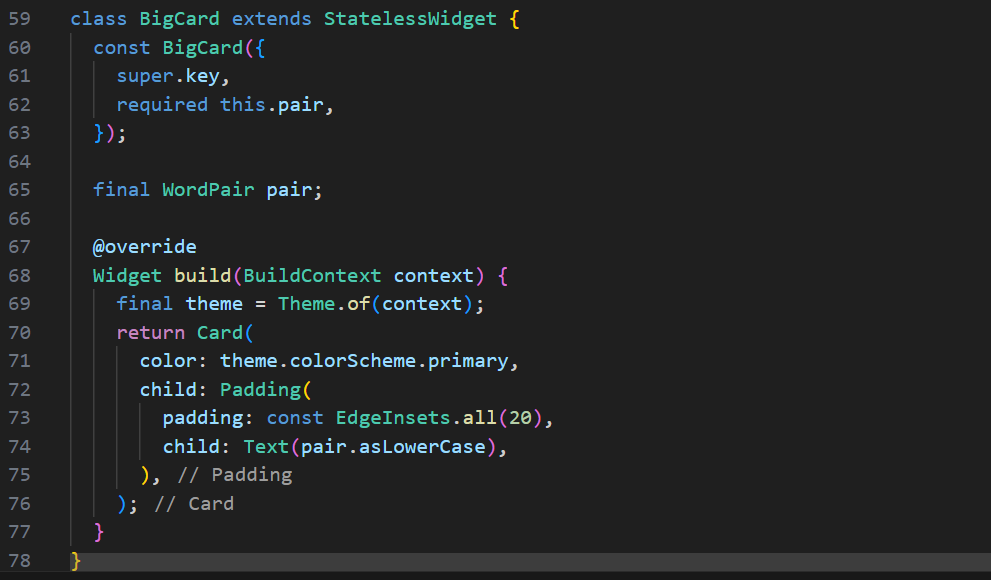 59 class BigCard extends StatelessWidget {
60   const BigCard({
61     super.key,
62     required this.pair,
63   });
64
65   final WordPair pair;
66
67   @override
68   Widget build(BuildContext context) {
69     final theme = Theme.of(context);
70     return Card(
71       color: theme.colorScheme.primary,
72       child: Padding(
73         padding: const EdgeInsets.all(20),
74         child: Text(pair.asLowerCase),
75       ), // Padding
76     ); // Card
77   }
78 }